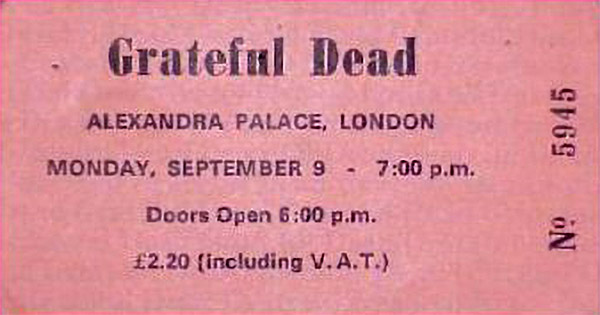 Grateful Dead
ALEXANDRA PALACE, LONDON
MONDAY, SEPTEMBER 9 - 7:00 p.m.
Doors Open 6:00 p.m.
£2.20 (including V.A.T.)
Nº 5945